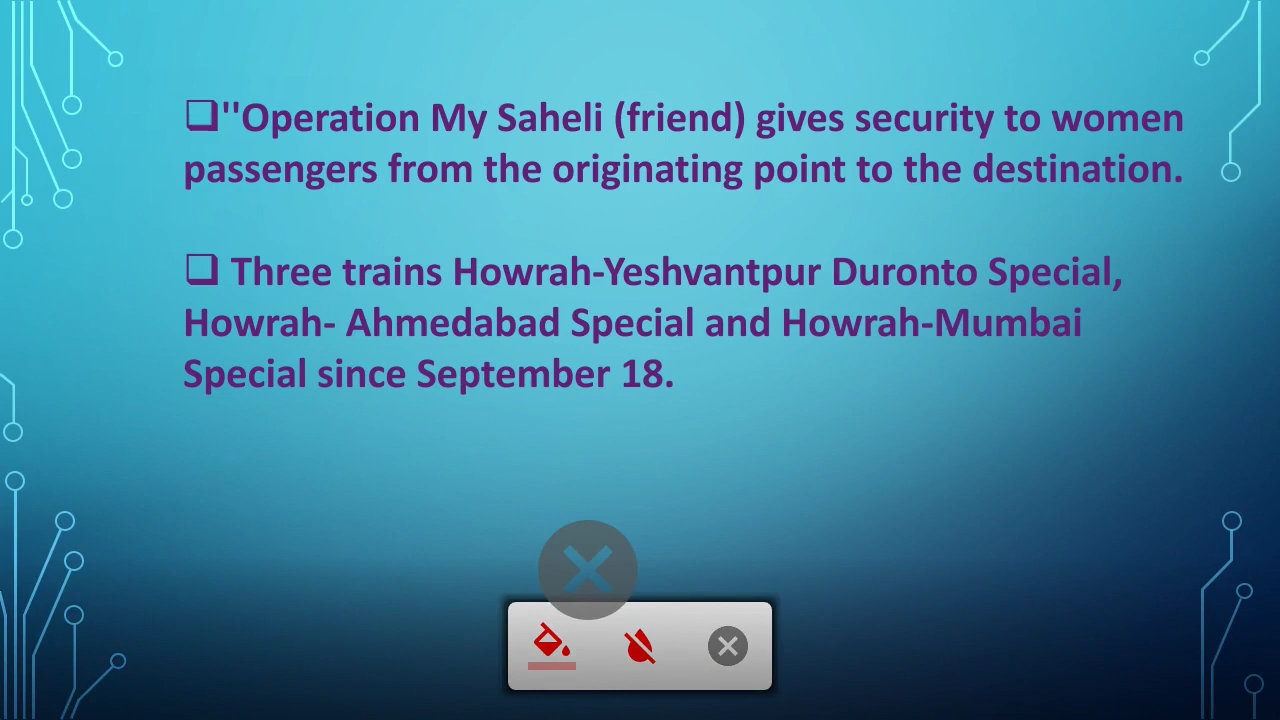 ❑''Operation My Saheli (friend) gives security to women
passengers from the originating point to the destination.
❑ Three trains Howrah-Yeshvantpur Duronto Special,
Howrah- Ahmedabad Special and Howrah-Mumbai
Special since September 18.